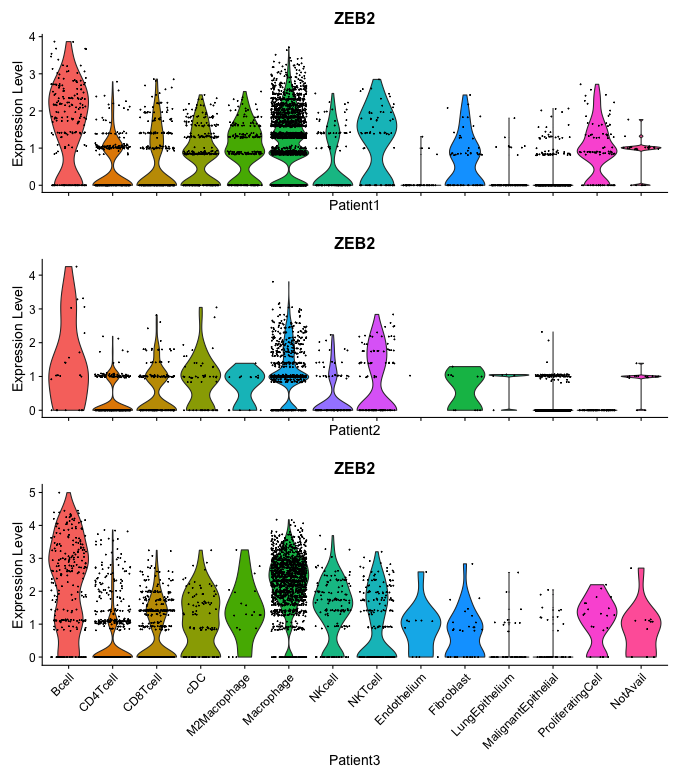 ZEB2
Expression Level
4
3
2
1
0
Patient1
ZEB2
Expression Level
4
3
2
1
0
Patient2
ZEB2
Expression Level
5
4
3
2
1
0
Bcell
CD4Tcell
CD8Tcell
cDC
M2Macrophage
Macrophage
NKcell
NKTcell
Endothelium
Fibroblast
LungEpithelium
MalignantEpithelial
ProliferatingCell
NotAvail
Patient3